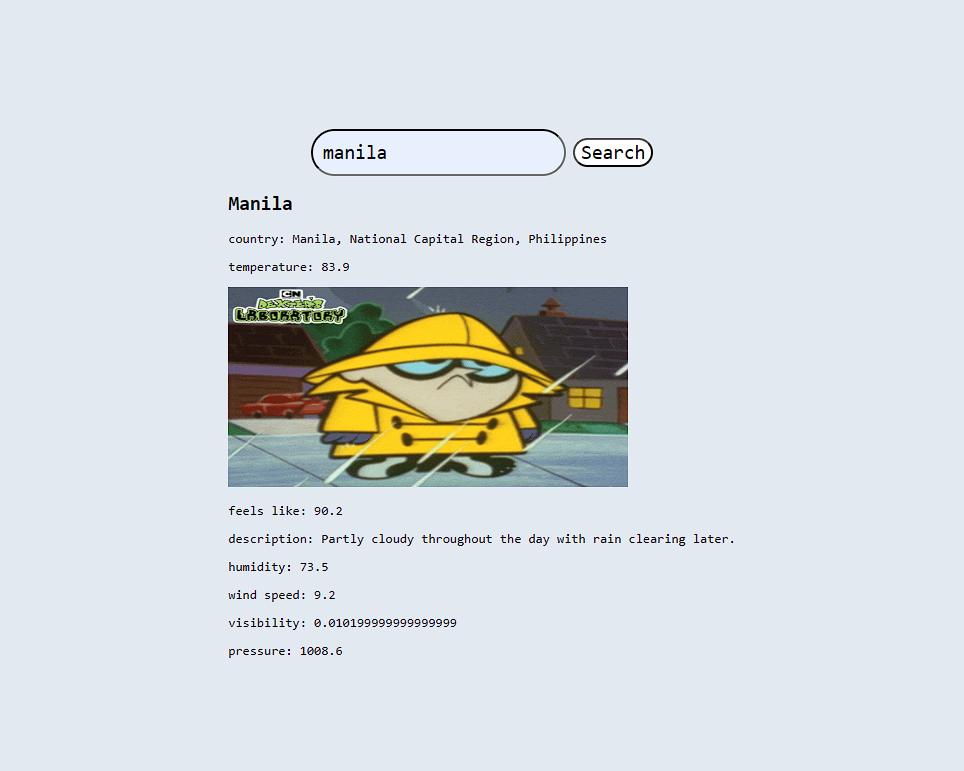 manila
Search
Manila
country: Manila, National Capital Region, Philippines
temperature: 83.9
CN
DEXTER'S
LABORATORY
feels like: 90.2
description: Partly cloudy throughout the day with rain clearing later.
humidity: 73.5
wind speed: 9.2
visibility: 0.010199999999999999
pressure: 1008.6